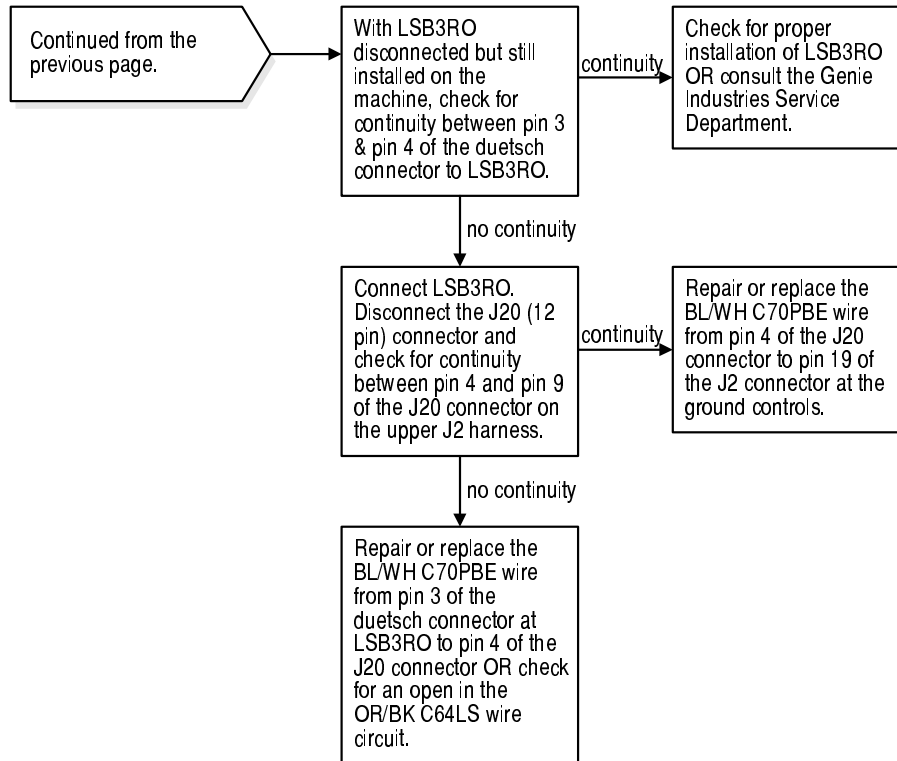 Continued from the
previous page.
With LSB3RO
disconnected but still
installed on the
machine, check for
continuity between pin 3
& pin 4 of the duetsch
connector to LSB3RO.
continuity
Check for proper
installation of LSB3RO
OR consult the Genie
Industries Service
Department.
no continuity
Connect LSB3RO.
Disconnect the J20 (12
pin) connector and
check for continuity
between pin 4 and pin 9
of the J20 connector on
the upper J2 harness.
continuity
Repair or replace the
BL/WH C70PBE wire
from pin 4 of the J20
connector to pin 19 of
the J2 connector at the
ground controls.
no continuity
Repair or replace the
BL/WH C70PBE wire
from pin 3 of the
duetsch connector at
LSB3RO to pin 4 of the
J20 connector OR check
for an open in the
OR/BK C64LS wire
circuit.